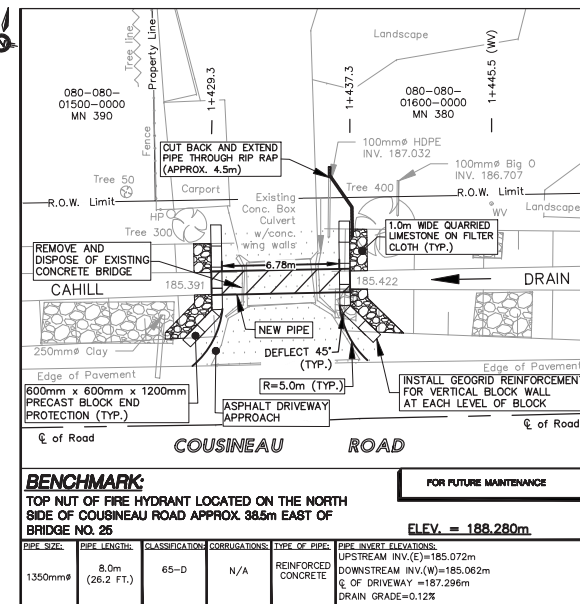 N
Tree line
Property Line
Fence
080-080-
01500-0000
MN 390
1+429.3
Landscape
1+437.3
080-080-
01600-0000
MN 380
1+445.5 (WV)
CUT BACK AND EXTEND
PIPE THROUGH RIP RAP
(APPROX. 4.5m)
100mmø HDPE
INV. 187.032
100mmø Big O
INV. 186.707
Tree 50
Carport
R.O.W. Limit
Existing
Conc. Box
Culvert
w/conc.
wing walls
Tree 400
R.O.W. Limit
WV
Landscape
HP
Tree 300
1.0m WIDE QUARRIED
LIMESTONE ON FILTER
CLOTH (TYP.)
REMOVE AND
DISPOSE OF EXISTING
CONCRETE BRIDGE
6.78m
CAHILL
185.391
185.422
DRAIN
NEW PIPE
250mmø Clay
DEFLECT 45°
(TYP.)
Edge of Pavement
R=5.0m (TYP.)
Edge of Pavement
600mm x 600mm x 1200mm
PRECAST BLOCK END
PROTECTION (TYP.)
ASPHALT DRIVEWAY
APPROACH
INSTALL GEOGRID REINFORCEMENT
FOR VERTICAL BLOCK WALL
AT EACH LEVEL OF BLOCK
℄ of Road
COUSINEAU ROAD
℄ of Road
BENCHMARK:
TOP NUT OF FIRE HYDRANT LOCATED ON THE NORTH
SIDE OF COUSINEAU ROAD APPROX. 38.5m EAST OF
BRIDGE NO. 26
FOR FUTURE MAINTENANCE
ELEV. = 188.280m
PIPE SIZE:
1350mmø
PIPE LENGTH:
8.0m
(26.2 FT.)
CLASSIFICATION:
65-D
CORRUGATIONS:
N/A
TYPE OF PIPE:
REINFORCED
CONCRETE
PIPE INVERT ELEVATIONS:
UPSTREAM INV.(E)=185.072m
DOWNSTREAM INV.(W)=185.062m
℄ OF DRIVEWAY =187.296m
DRAIN GRADE=0.12%